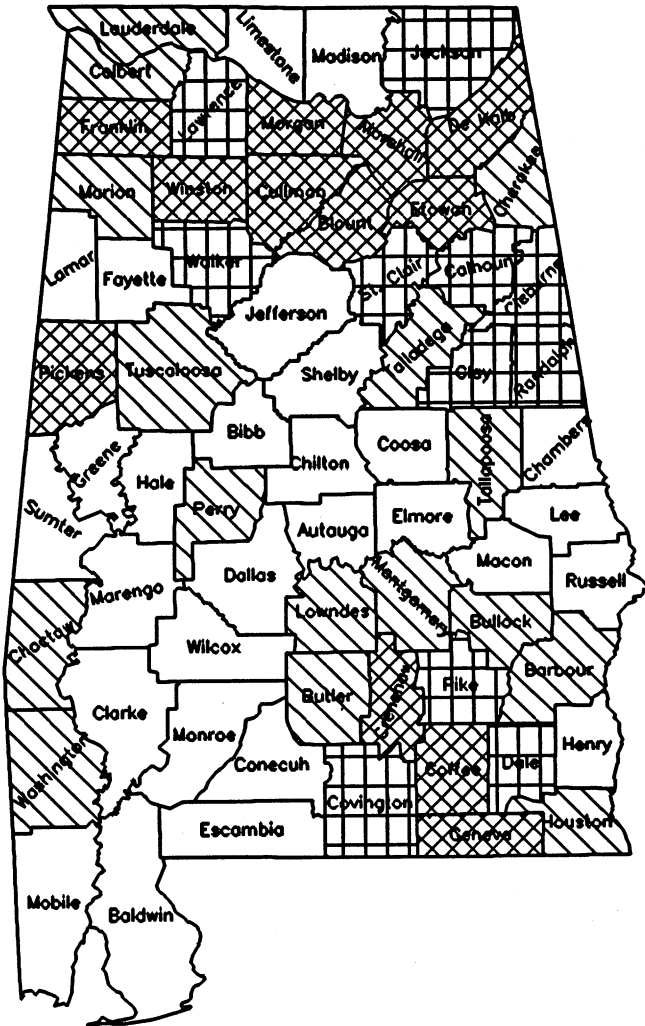 Lauderdale
Limestone
Madison
Jackson
Colbert
Lawrence
Franklin
Morgan
Marshall
De Kalb
Cherokee
Marion
Winston
Cullman
Blount
Etowah
Lamar
Fayette
Walker
Jefferson
St. Clair
Calhoun
Cleburne
Pickens
Tuscaloosa
Shelby
Talladega
Clay
Randolph
Greene
Hale
Bibb
Chilton
Coosa
Tallapoosa
Chambers
Sumter
Perry
Autauga
Elmore
Lee
Marengo
Dallas
Montgomery
Macon
Russell
Choctaw
Lowndes
Bullock
Wilcox
Barbour
Clarke
Butler
Crenshaw
Pike
Washington
Monroe
Conecuh
Coffee
Dale
Henry
Escambia
Covington
Geneva
Houston
Mobile
Baldwin